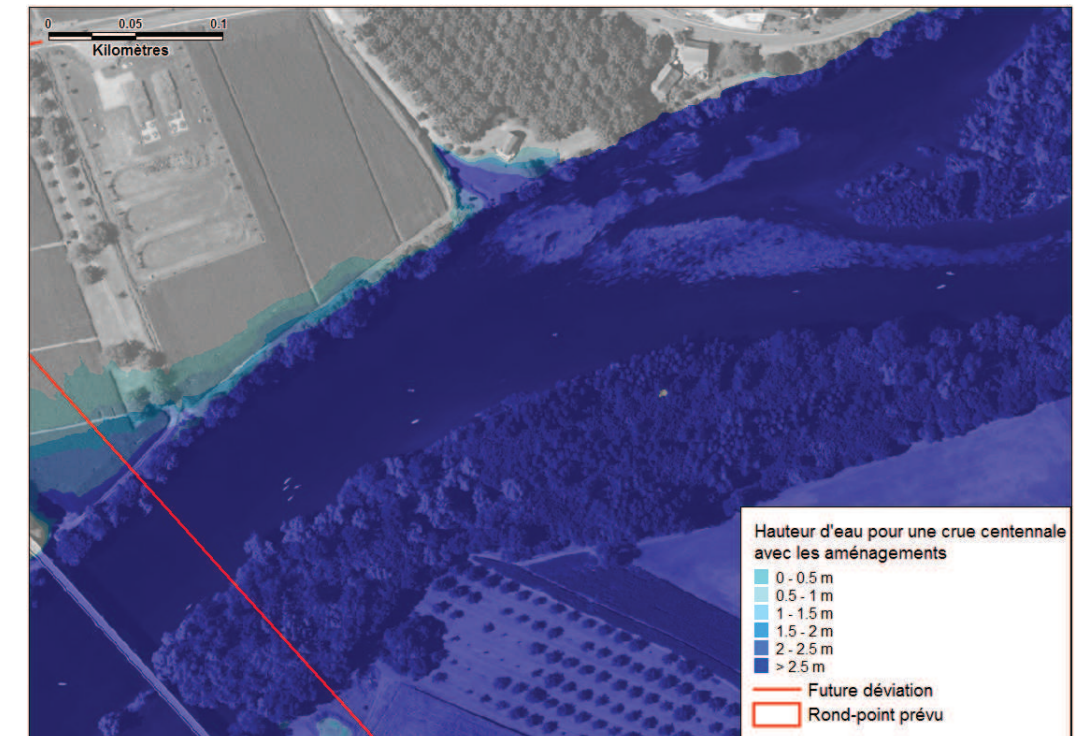 0 0.05 0.1
Kilomètres
Hauteur d'eau pour une crue centennale
avec les aménagements
0 - 0.5 m
0.5 - 1 m
1 - 1.5 m
1.5 - 2 m
2 - 2.5 m
> 2.5 m
Future déviation
Rond-point prévu